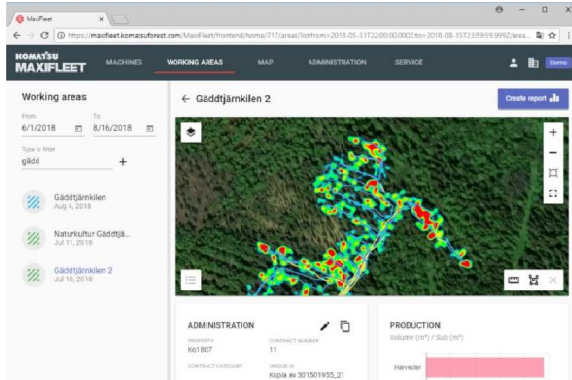 MaxiFleet
https://maxifleet.komatsuforest.com/MaxiFleet/frontend/home/711/areas/listfrom=2018-05-31T22:00:00.000Z&to=2018-08-15T23:59:59.999Z/area...
KOMATSU
MAXIFLEET
MACHINES
WORKING AREAS
MAP
ADMINISTRATION
SERVICE
Demo
Working areas
From To
6/1/2018 8/16/2018
Type to filter
gädd
Gäddtjärnkilen
Aug 4, 2018
Naturkultur Gäddtjä...
Jul 11, 2018
Gäddtjärnkilen 2
Jul 16, 2018
Gäddtjärnkilen 2
Create report
ADMINISTRATION
PROPERTY CONTRACT NUMBER
Ko1807 11
CONTRACT CATEGORY UNIQUE ID
Kopia av 301501955_21
PRODUCTION
Volume (m³) / Sub (m³)
Harvester